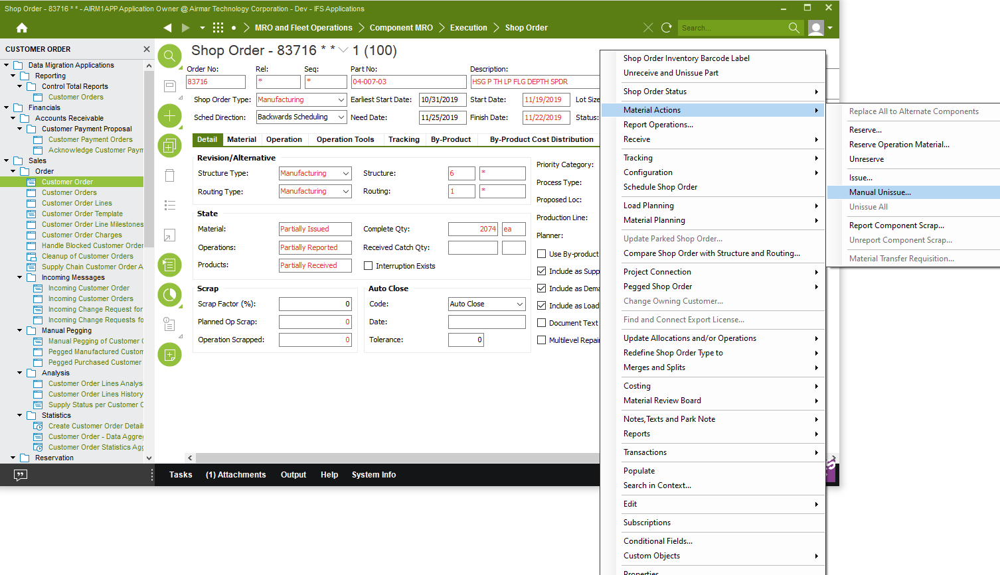 Shop Order - 83716 * * - AIRM1APP Application Owner @ Airmar Technology Corporation - Dev - IFS Applications
MRO and Fleet Operations
Component MRO
Execution
Shop Order
Search...
CUSTOMER ORDER
Data Migration Applications
Reporting
Control Total Reports
Customer Orders
Financials
Accounts Receivable
Customer Payment Proposal
Customer Payment Orders
Acknowledge Customer Paym
Sales
Order
Customer Order
Customer Orders
Customer Order Lines
Customer Order Template
Customer Order Line Milestones
Customer Order Charges
Handle Blocked Customer Order
Cleanup of Customer Orders
Supply Chain Customer Order A
Incoming Messages
Incoming Customer Order
Incoming Customer Orders
Incoming Change Request for
Incoming Change Requests fo
Manual Pegging
Manual Pegging of Customer
Pegged Manufactured Custom
Pegged Purchased Customer
Analysis
Customer Order Lines Analys
Customer Order Lines History
Supply Status per Customer
Statistics
Create Customer Order Details
Customer Order - Data Aggre
Customer Order Statistics Agg
Reservation
Shop Order - 83716 * * 1 (100)
Order No:
Rel:
Seq:
Part No:
Description:
83716
*
*
04-007-03
HSG P TH LP FLG DEPTH SPDR
Shop Order Type: Manufacturing
Earliest Start Date: 10/31/2019
Start Date: 11/19/2019
Lot Size
Sched Direction: Backwards Scheduling
Need Date: 11/25/2019
Finish Date: 11/22/2019
Status:
Detail
Material
Operation
Operation Tools
Tracking
By-Product
By-Product Cost Distribution
Revision/Alternative
Structure Type: Manufacturing
Structure: 6 *
Routing Type: Manufacturing
Routing: 1 *
State
Material: Partially Issued
Complete Qty: 2074 ea
Operations: Partially Reported
Received Catch Qty:
Products: Partially Received
Interruption Exists
Scrap
Scrap Factor (%): 0
Planned Op Scrap: 0
Operation Scrapped: 0
Auto Close
Code: Auto Close
Date:
Tolerance: 0
Priority Category:
Process Type:
Proposed Loc:
Production Line:
Planner:
Use By-product
Include as Supp
Include as Dema
Include as Load
Document Text
Multilevel Repair
Tasks
(1) Attachments
Output
Help
System Info
Shop Order Inventory Barcode Label
Unreceive and Unissue Part
Shop Order Status
Material Actions
Report Operations...
Receive
Tracking
Configuration
Schedule Shop Order
Load Planning
Material Planning
Update Parked Shop Order...
Compare Shop Order with Structure and Routing...
Project Connection
Pegged Shop Order
Change Owning Customer...
Find and Connect Export License...
Update Allocations and/or Operations
Redefine Shop Order Type to
Merges and Splits
Costing
Material Review Board
Notes,Texts and Park Note
Reports
Transactions
Populate
Search in Context...
Edit
Subscriptions
Conditional Fields...
Custom Objects
Properties
Replace All to Alternate Components
Reserve...
Reserve Operation Material...
Unreserve
Issue...
Manual Unissue...
Unissue All
Report Component Scrap...
Unreport Component Scrap...
Material Transfer Requisition...